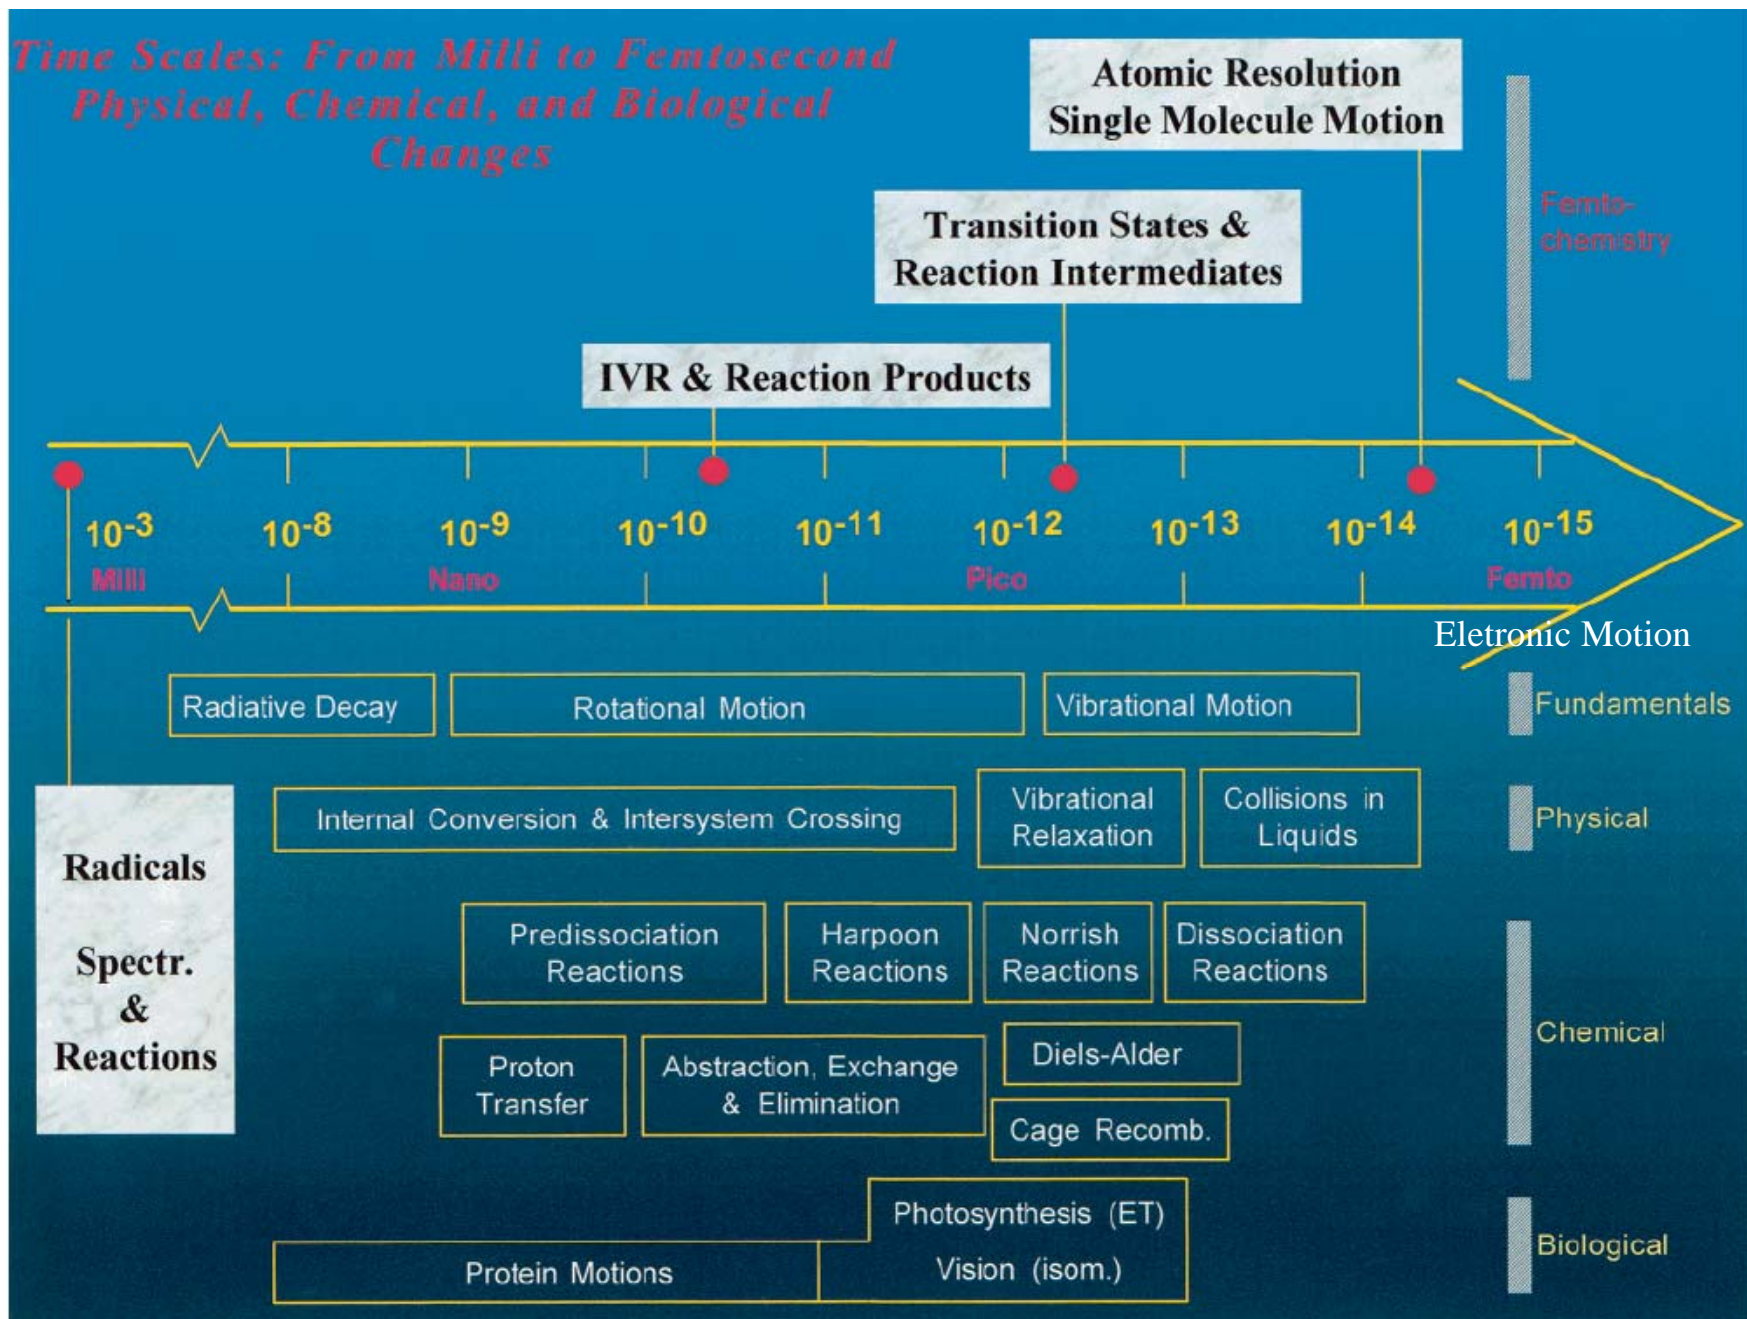 Time Scales: From Milli to Femtosecond
Physical, Chemical, and Biological
Changes
Atomic Resolution
Single Molecule Motion
Femto-
chemistry
Transition States &
Reaction Intermediates
IVR & Reaction Products
10-3 10-8 10-9 10-10 10-11 10-12 10-13 10-14 10-15
Milli Nano Pico Femto
Eletronic Motion
Radiative Decay Rotational Motion Vibrational Motion Fundamentals
Internal Conversion & Intersystem Crossing
Vibrational
Relaxation
Collisions in
Liquids
Physical
Radicals
Spectr.
&
Reactions
Predissociation
Reactions
Harpoon
Reactions
Norrish
Reactions
Dissociation
Reactions
Chemical
Proton
Transfer
Abstraction, Exchange
& Elimination
Diels-Alder
Cage Recomb.
Photosynthesis (ET)
Vision (isom.)
Protein Motions
Biological